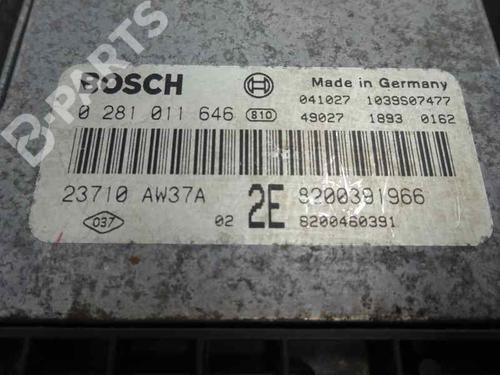 B-PARTS
BOSCH Made in Germany
0 281 011 646 810 041027 1039S07477
49027 1893 0162
23710 AW37A 2E 8200391966
037 02 8200460391